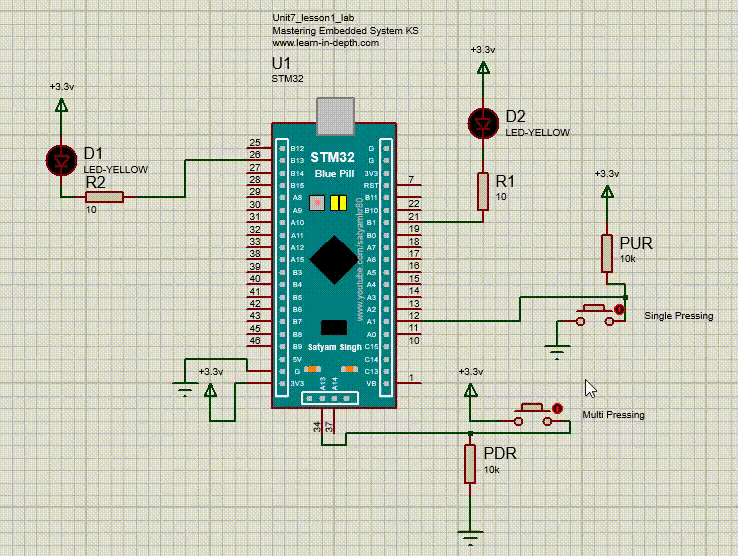 Unit7_lesson1_lab
Mastering Embedded System KS
www.learn-in-depth.com
U1
STM32
+3.3v
D1
LED-YELLOW
R2
10
+3.3v
D2
LED-YELLOW
R1
10
+3.3v
PUR
10k
Single Pressing
+3.3v
Multi Pressing
PDR
10k
+3.3v
STM32
Blue Pill
www.youtube.com/satyamkr80
Satyam Singh
25 B12
26 B13
27 B14
28 B15
29 A8
30 A9
31 A10
32 A11
33 A12
38 A15
39 B3
40 B4
41 B5
42 B6
43 B7
45 B8
46 B9
5V
G
3V3
G
G
3V3
RST 7
B11 22
B10 21
B1 19
B0 18
A7 17
A6 16
A5 15
A4 14
A3 13
A2 12
A1 11
A0 10
C15
C14
C13
VB 1
A13 A14
34 37